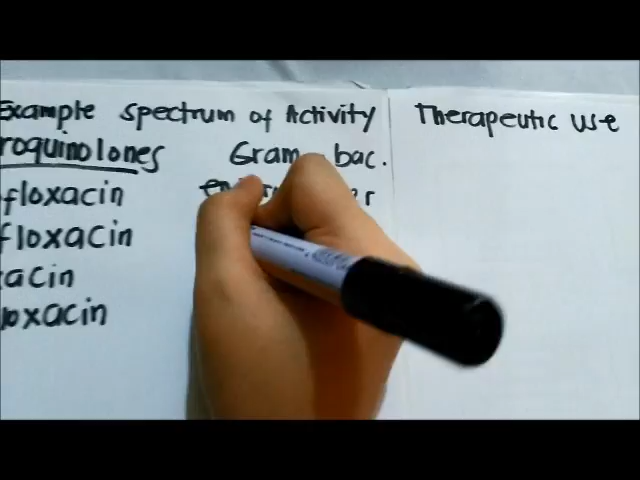 Example Spectrum of Activity Therapeutic use
roquinolones Gram bac.
floxacin
floxacin
acin
loxacin